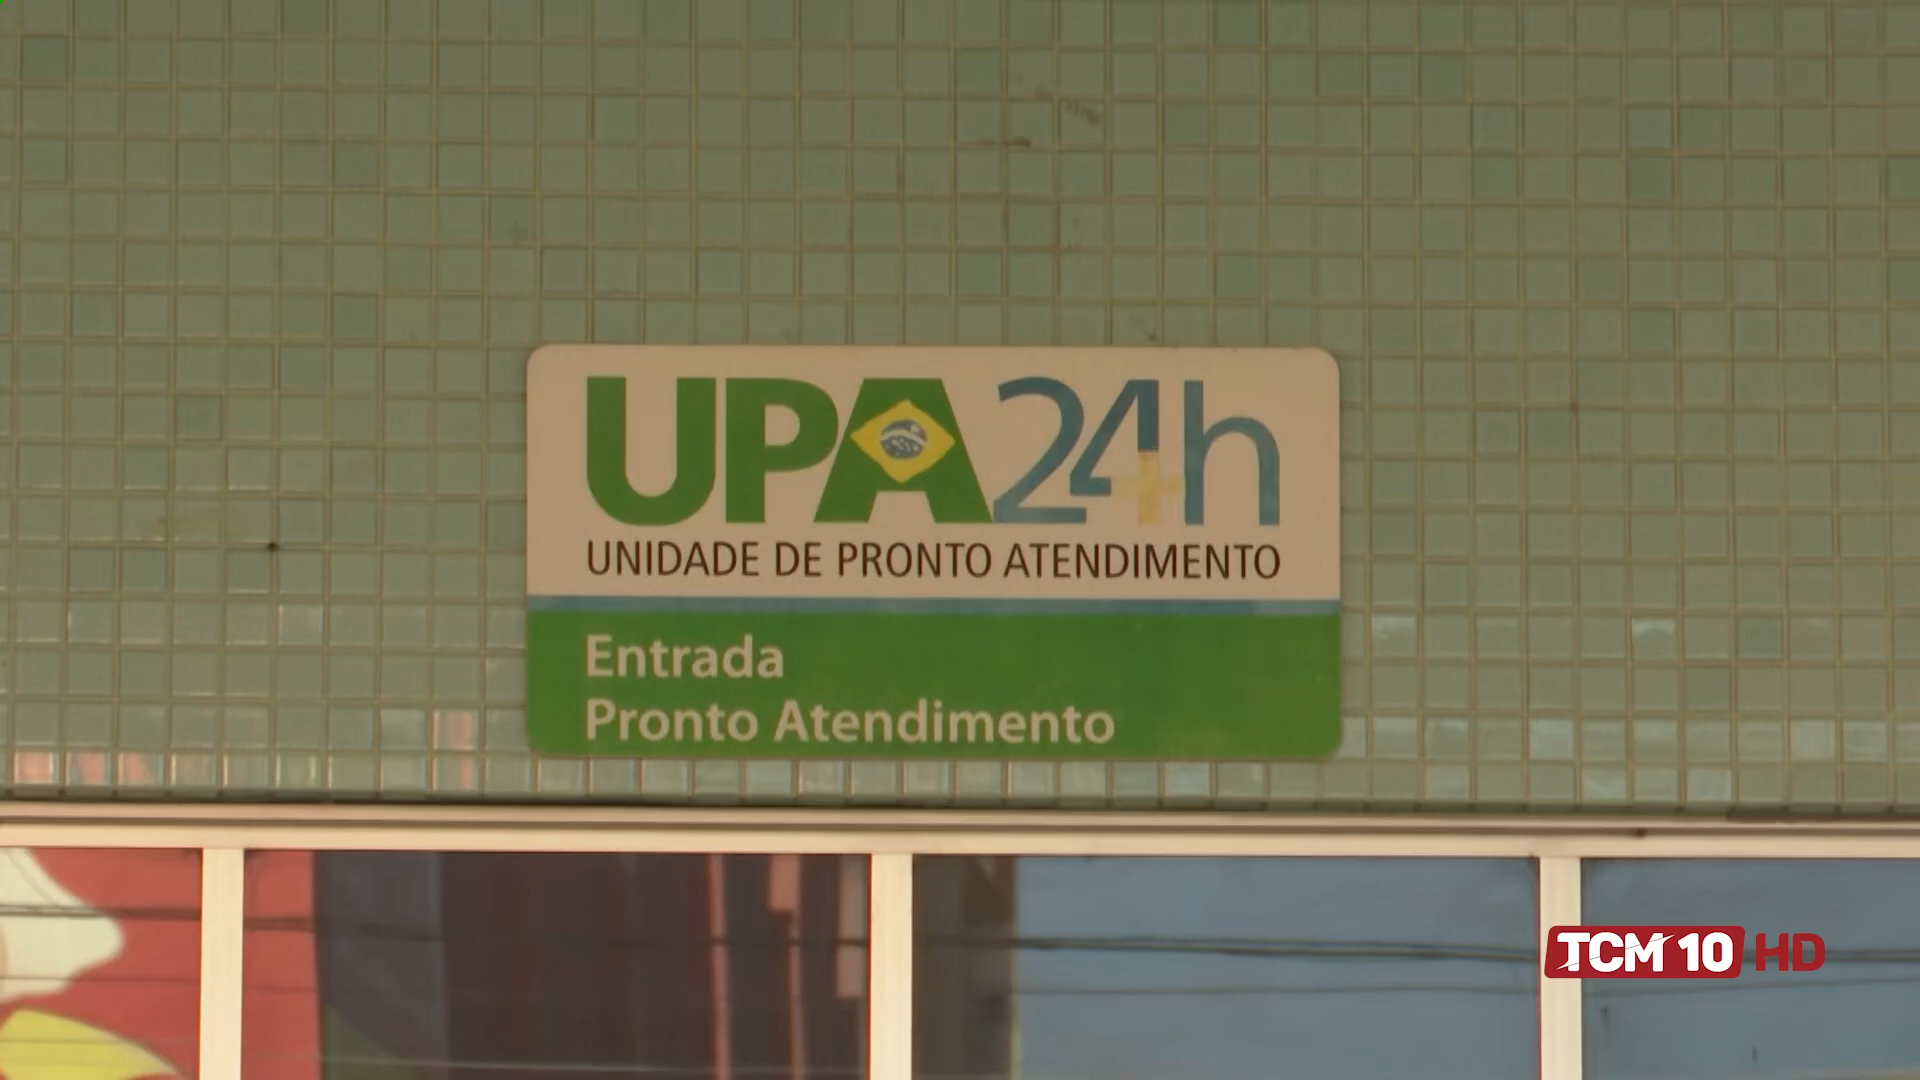 UPA24h
UNIDADE DE PRONTO ATENDIMENTO
Entrada
Pronto Atendimento
TCM 10 HD